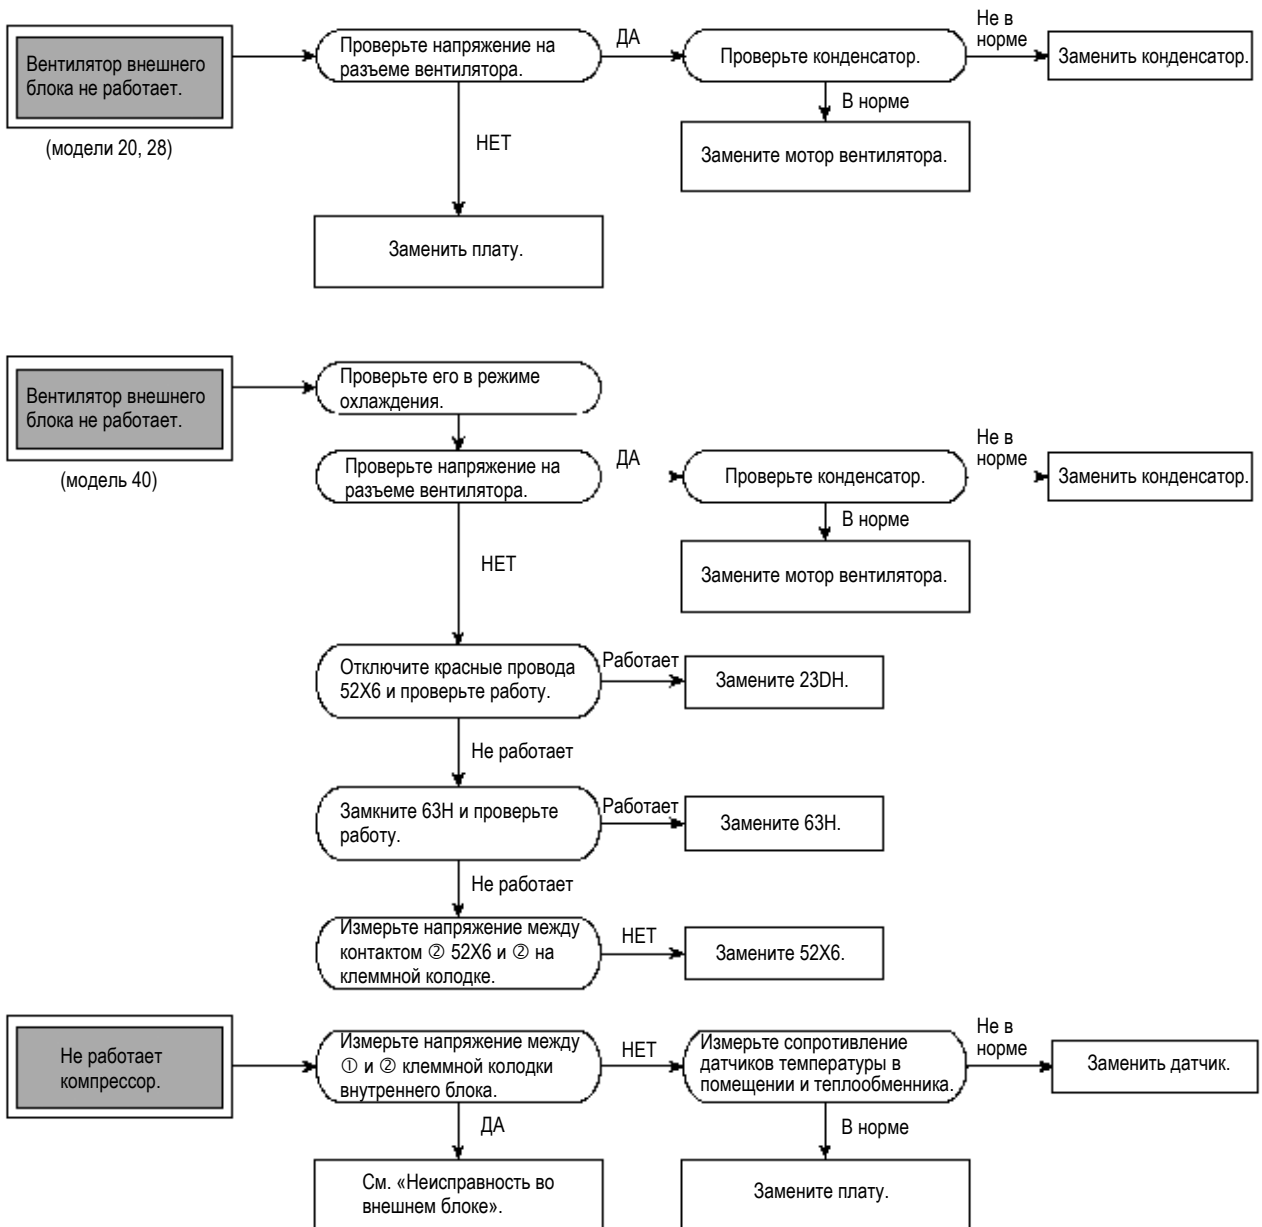 Вентилятор внешнего
блока не работает.
(модели 20, 28)
Проверьте напряжение на
разъеме вентилятора.
ДА
Проверьте конденсатор.
Не в
норме
Заменить конденсатор.
В норме
Замените мотор вентилятора.
НЕТ
Заменить плату.
Вентилятор внешнего
блока не работает.
(модель 40)
Проверьте его в режиме
охлаждения.
Проверьте напряжение на
разъеме вентилятора.
ДА
Проверьте конденсатор.
Не в
норме
Заменить конденсатор.
В норме
Замените мотор вентилятора.
НЕТ
Отключите красные провода
52X6 и проверьте работу.
Работает
Замените 23DH.
Не работает
Замкните 63H и проверьте
работу.
Работает
Замените 63H.
Не работает
Измерьте напряжение между
контактом ② 52X6 и ② на
клеммной колодке.
НЕТ
Замените 52X6.
Не работает
компрессор.
Измерьте напряжение между
① и ② клеммной колодки
внутреннего блока.
НЕТ
Измерьте сопротивление
датчиков температуры в
помещении и теплообменника.
Не в
норме
Заменить датчик.
ДА
В норме
См. «Неисправность во
внешнем блоке».
Замените плату.